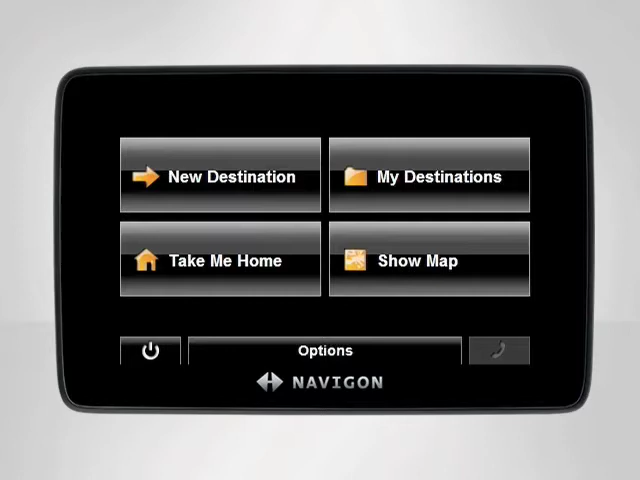 New Destination
My Destinations
Take Me Home
Show Map
Options
NAVIGON